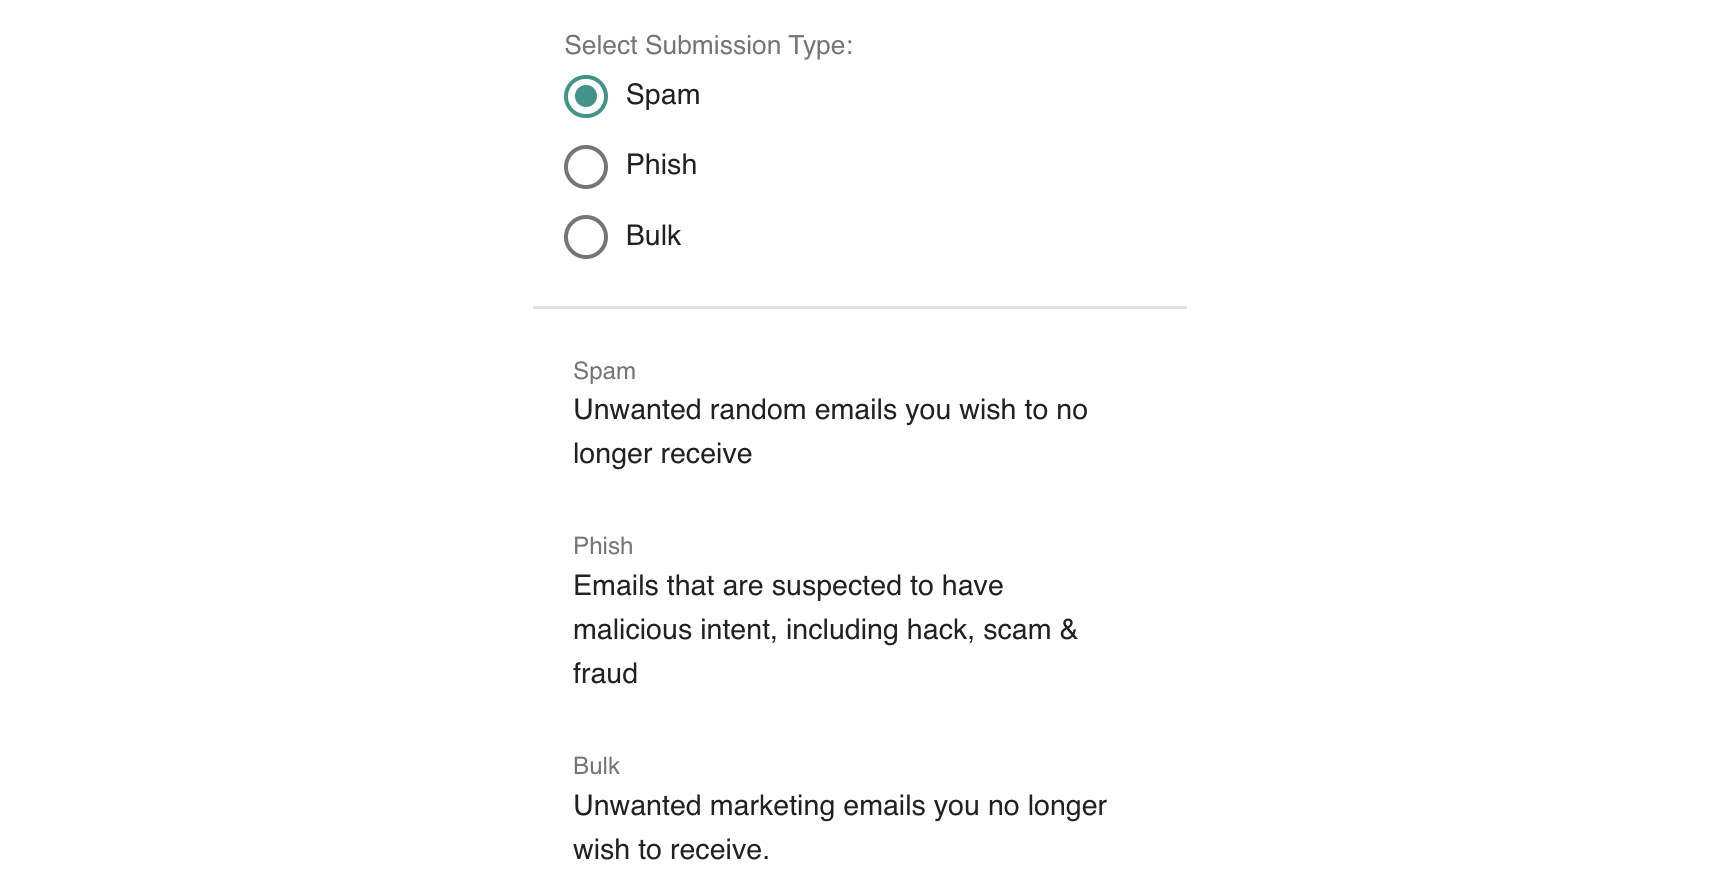 Select Submission Type:
Spam
Phish
Bulk
Spam
Unwanted random emails you wish to no
longer receive
Phish
Emails that are suspected to have
malicious intent, including hack, scam &
fraud
Bulk
Unwanted marketing emails you no longer
wish to receive.